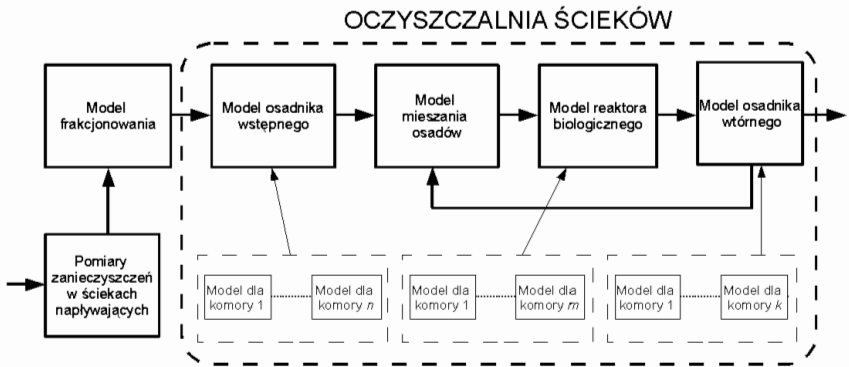 OCZYSZCZALNIA ŚCIEKÓW
Model
frakcjonowania
Model osadnika
wstępnego
Model
mieszania
osadów
Model reaktora
biologicznego
Model osadnika
wtórnego
Pomiary
zanieczyszczeń
w ściekach
napływających
Model dla
komory 1
Model dla
komory n
Model dla
komory 1
Model dla
komory m
Model dla
komory 1
Model dla
komory k